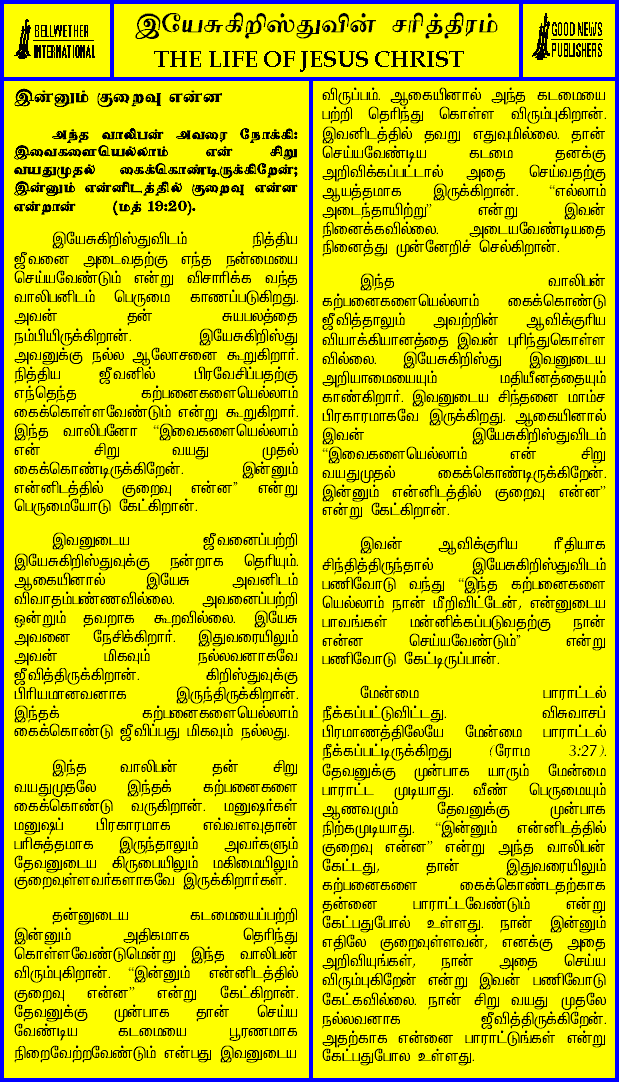 BELLWETHER
INTERNATIONAL
இயேசுகிறிஸ்துவின் சரித்திரம்
THE LIFE OF JESUS CHRIST
GOOD NEWS
PUBLISHERS
இன்னும் குறைவு என்ன
அந்த வாலிபன் அவரை நோக்கி:
இவைகளையெல்லாம் என் சிறு
வயதுமுதல் கைக்கொண்டிருக்கிறேன்;
இன்னும் என்னிடத்தில் குறைவு என்ன
என்றான் (மத் 19:20).
இயேசுகிறிஸ்துவிடம் நித்திய
ஜீவனை அடைவதற்கு எந்த நன்மையை
செய்யவேண்டும் என்று விசாரிக்க வந்த
வாலிபனிடம் பெருமை காணப்படுகிறது.
அவன் தன் சுயபலத்தை
நம்பியிருக்கிறான். இயேசுகிறிஸ்து
அவனுக்கு நல்ல ஆலோசனை கூறுகிறார்.
நித்திய ஜீவனில் பிரவேசிப்பதற்கு
எந்தெந்த கற்பனைகளையெல்லாம்
கைக்கொள்ளவேண்டும் என்று கூறுகிறார்.
இந்த வாலிபனோ “இவைகளையெல்லாம்
என் சிறு வயது முதல்
கைக்கொண்டிருக்கிறேன். இன்னும்
என்னிடத்தில் குறைவு என்ன” என்று
பெருமையோடு கேட்கிறான்.
இவனுடைய ஜீவனைப்பற்றி
இயேசுகிறிஸ்துவுக்கு நன்றாக தெரியும்.
ஆகையினால் இயேசு அவனிடம்
விவாதம்பண்ணவில்லை. அவனைப்பற்றி
ஒன்றும் தவறாக கூறவில்லை. இயேசு
அவனை நேசிக்கிறார். இதுவரையிலும்
அவன் மிகவும் நல்லவனாகவே
ஜீவித்திருக்கிறான். கிறிஸ்துவுக்கு
பிரியமானவனாக இருந்திருக்கிறான்.
இந்தக் கற்பனைகளையெல்லாம்
கைக்கொண்டு ஜீவிப்பது மிகவும் நல்லது.
இந்த வாலிபன் தன் சிறு
வயதுமுதலே இந்தக் கற்பனைகளை
கைக்கொண்டு வருகிறான். மனுஷர்கள்
மனுஷப் பிரகாரமாக எவ்வளவுதான்
பரிசுத்தமாக இருந்தாலும் அவர்களும்
தேவனுடைய கிருபையிலும் மகிமையிலும்
குறைவுள்ளவர்களாகவே இருக்கிறார்கள்.
தன்னுடைய கடமையைப்பற்றி
இன்னும் அதிகமாக தெரிந்து
கொள்ளவேண்டுமென்று இந்த வாலிபன்
விரும்புகிறான். “இன்னும் என்னிடத்தில்
குறைவு என்ன” என்று கேட்கிறான்.
தேவனுக்கு முன்பாக தான் செய்ய
வேண்டிய கடமையை பூரணமாக
நிறைவேற்றவேண்டும் என்பது இவனுடைய
விருப்பம். ஆகையினால் அந்த கடமையை
பற்றி தெரிந்து கொள்ள விரும்புகிறான்.
இவனிடத்தில் தவறு எதுவுமில்லை. தான்
செய்யவேண்டிய கடமை தனக்கு
அறிவிக்கப்பட்டால் அதை செய்வதற்கு
ஆயத்தமாக இருக்கிறான். “எல்லாம்
அடைந்தாயிற்று” என்று இவன்
நினைக்கவில்லை. அடையவேண்டியதை
நினைத்து முன்னேறிச் செல்கிறான்.
இந்த வாலிபன்
கற்பனைகளையெல்லாம் கைக்கொண்டு
ஜீவித்தாலும் அவற்றின் ஆவிக்குரிய
வியாக்கியானத்தை இவன் புரிந்துகொள்ள
வில்லை. இயேசுகிறிஸ்து இவனுடைய
அறியாமையையும் மதியீனத்தையும்
காண்கிறார். இவனுடைய சிந்தனை மாம்ச
பிரகாரமாகவே இருக்கிறது. ஆகையினால்
இவன் இயேசுகிறிஸ்துவிடம்
“இவைகளையெல்லாம் என் சிறு
வயதுமுதல் கைக்கொண்டிருக்கிறேன்.
இன்னும் என்னிடத்தில் குறைவு என்ன”
என்று கேட்கிறான்.
இவன் ஆவிக்குரிய ரீதியாக
சிந்தித்திருந்தால் இயேசுகிறிஸ்துவிடம்
பணிவோடு வந்து “இந்த கற்பனைகளை
யெல்லாம் நான் மீறிவிட்டேன், என்னுடைய
பாவங்கள் மன்னிக்கப்படுவதற்கு நான்
என்ன செய்யவேண்டும்” என்று
பணிவோடு கேட்டிருப்பான்.
மேன்மை பாராட்டல்
நீக்கப்பட்டுவிட்டது. விசுவாசப்
பிரமாணத்திலேயே மேன்மை பாராட்டல்
நீக்கப்பட்டிருக்கிறது (ரோம 3:27).
தேவனுக்கு முன்பாக யாரும் மேன்மை
பாராட்ட முடியாது. வீண் பெருமையும்
ஆணவமும் தேவனுக்கு முன்பாக
நிற்கமுடியாது. “இன்னும் என்னிடத்தில்
குறைவு என்ன” என்று அந்த வாலிபன்
கேட்டது, தான் இதுவரையிலும்
கற்பனைகளை கைக்கொண்டதற்காக
தன்னை பாராட்டவேண்டும் என்று
கேட்பதுபோல் உள்ளது. நான் இன்னும்
எதிலே குறைவுள்ளவன், எனக்கு அதை
அறிவியுங்கள், நான் அதை செய்ய
விரும்புகிறேன் என்று இவன் பணிவோடு
கேட்கவில்லை. நான் சிறு வயது முதலே
நல்லவனாக ஜீவித்திருக்கிறேன்.
அதற்காக என்னை பாராட்டுங்கள் என்று
கேட்பதுபோல உள்ளது.